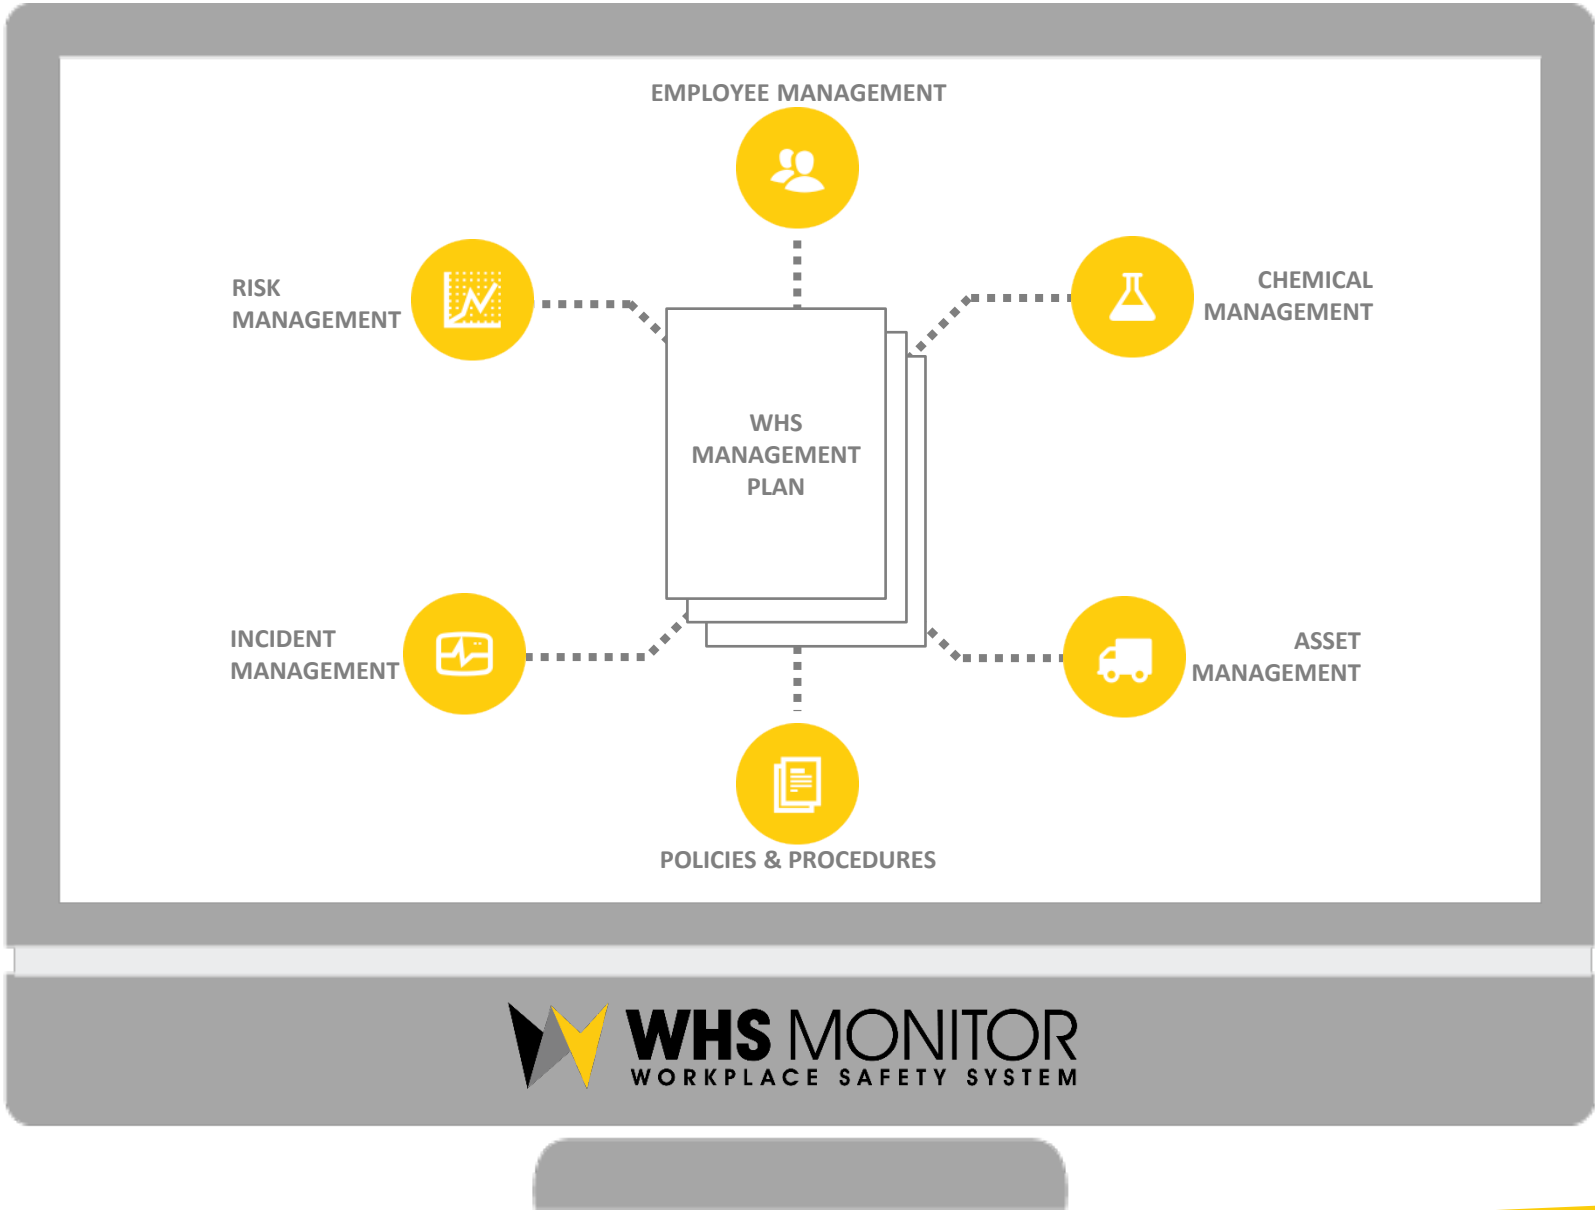 EMPLOYEE MANAGEMENT
RISK
MANAGEMENT
CHEMICAL
MANAGEMENT
WHS
MANAGEMENT
PLAN
INCIDENT
MANAGEMENT
ASSET
MANAGEMENT
POLICIES & PROCEDURES
WHS MONITOR
WORKPLACE SAFETY SYSTEM